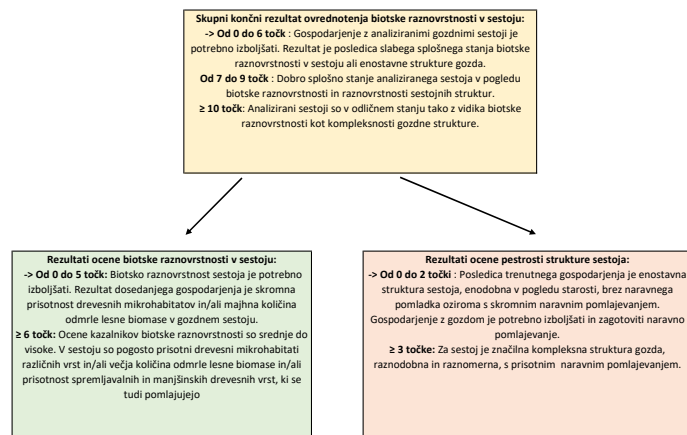 Skupni končni rezultat ovrednotenja biotske raznovrstnosti v sestoju:
-> Od 0 do 6 točk : Gospodarjenje z analiziranimi gozdnimi sestoji je
potrebno izboljšati. Rezultat je posledica slabega splošnega stanja biotske
raznovrstnosti v sestoju ali enostavne strukture gozda.
Od 7 do 9 točk : Dobro splošno stanje analiziranega sestoja v pogledu
biotske raznovrstnosti in raznovrstnosti sestojnih struktur.
≥ 10 točk: Analizirani sestoji so v odličnem stanju tako z vidika biotske
raznovrstnosti kot kompleksnosti gozdne strukture.
Rezultati ocene biotske raznovrstnosti v sestoju:
-> Od 0 do 5 točk: Biotsko raznovrstnost sestoja je potrebno
izboljšati. Rezultat dosedanjega gospodarjenja je skromna
prisotnost drevesnih mikrohabitatov in/ali majhna količina
odmrle lesne biomase v gozdnem sestoju.
≥ 6 točk: Ocene kazalnikov biotske raznovrstnosti so srednje do
visoke. V sestoju so pogosto prisotni drevesni mikrohabitati
različnih vrst in/ali večja količina odmrle lesne biomase in/ali
prisotnost spremljavalnih in manjšinskih drevesnih vrst, ki se
tudi pomlajujejo
Rezultati ocene pestrosti strukture sestoja:
-> Od 0 do 2 točki : Posledica trenutnega gospodarjenja je enostavna
struktura sestoja, enodobna v pogledu starosti, brez naravnega
pomladka oziroma s skromnim naravnim pomlajevanjem.
Gospodarjenje z gozdom je potrebno izboljšati in zagotoviti naravno
pomlajevanje.
≥ 3 točke: Za sestoj je značilna kompleksna struktura gozda,
raznodobna in raznomerna, s prisotnim naravnim pomlajevanjem.